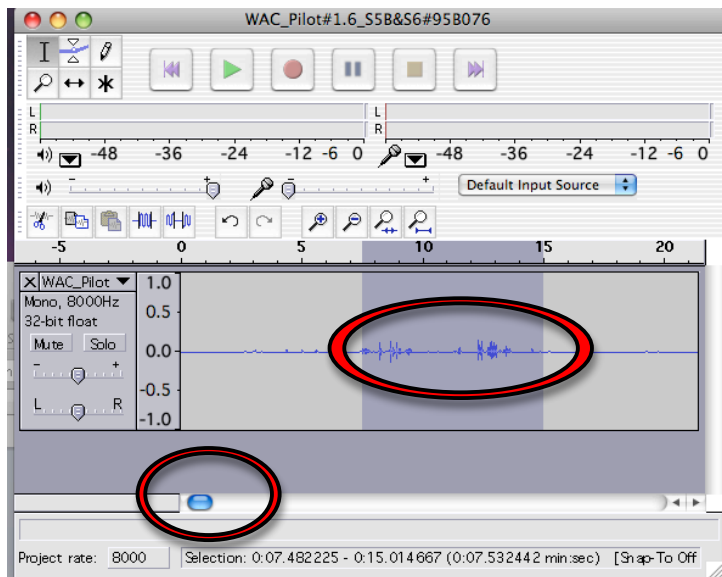 WAC_Pilot#1.6_S5B&S6#95B076
L
R
-48 -36 -24 -12 -6 0
L
R
-48 -36 -24 -12 -6 0
- +
- +
Default Input Source
-5 0 5 10 15 20
X WAC_Pilot
Mono, 8000Hz
32-bit float
Mute Solo
- +
L R
1.0
0.5
0.0
-0.5
-1.0
Project rate: 8000 Selection: 0:07.482225 - 0:15.014667 (0:07.532442 min:sec) [Snap-To Off